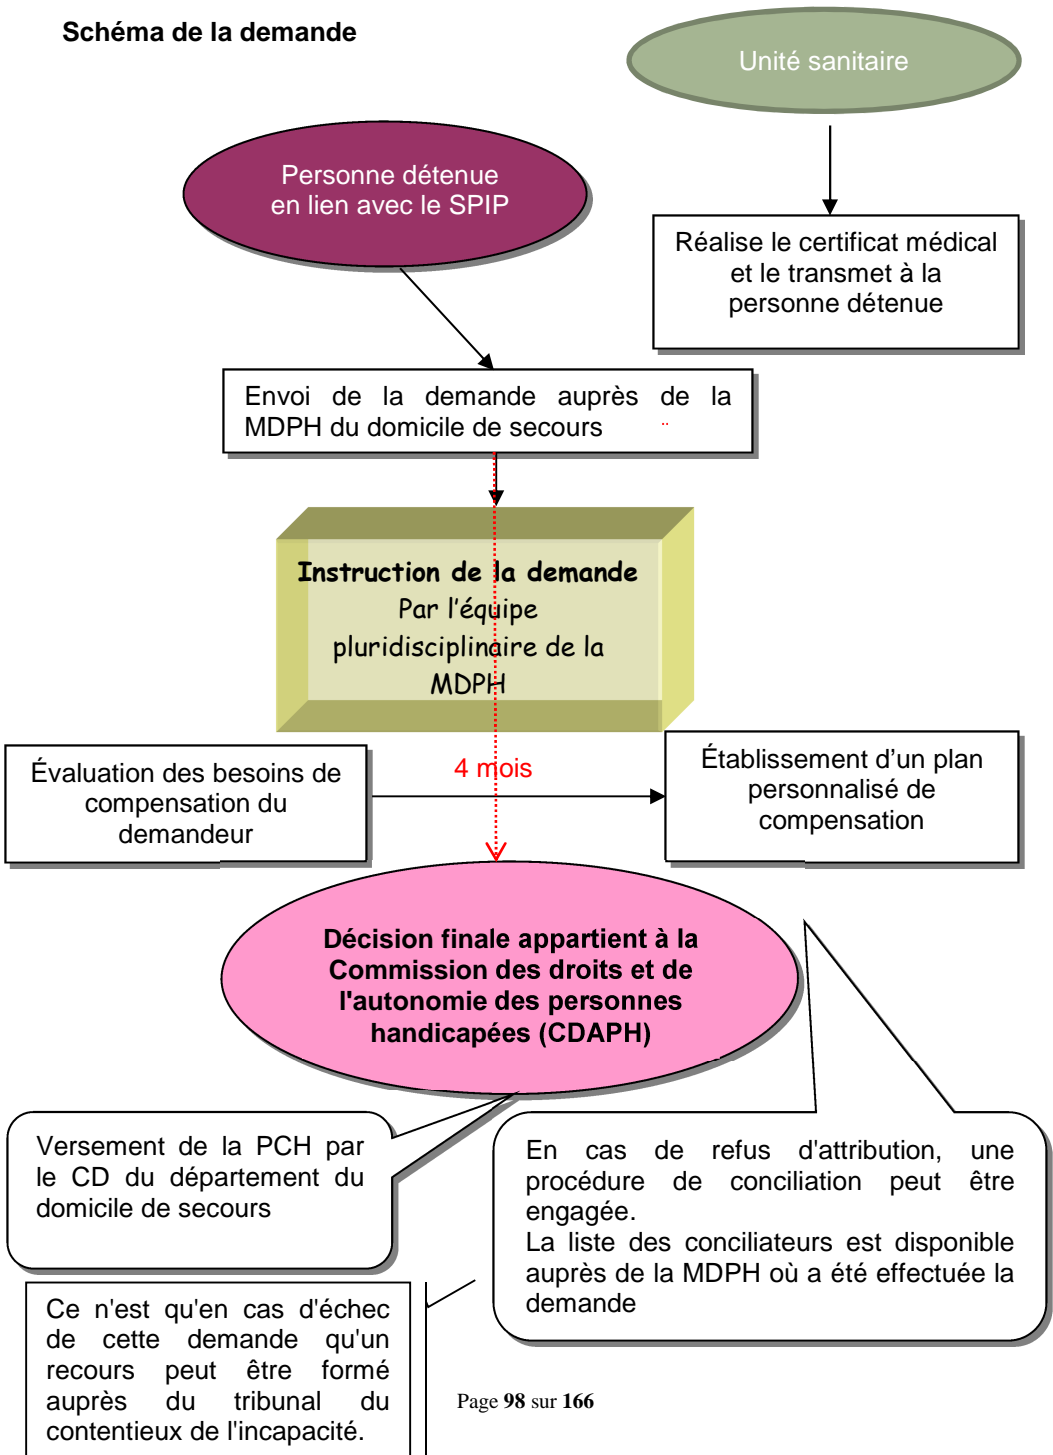 Schéma de la demande
Unité sanitaire
Personne détenue
en lien avec le SPIP
Réalise le certificat médical
et le transmet à la
personne détenue
Envoi de la demande auprès de la
MDPH du domicile de secours
Instruction de la demande
Par l'équipe
pluridisciplinaire de la
MDPH
Évaluation des besoins de
compensation du
demandeur
4 mois
Établissement d'un plan
personnalisé de
compensation
Décision finale appartient à la
Commission des droits et de
l'autonomie des personnes
handicapées (CDAPH)
Versement de la PCH par
le CD du département du
domicile de secours
En cas de refus d'attribution, une
procédure de conciliation peut être
engagée.
La liste des conciliateurs est disponible
auprès de la MDPH où a été effectuée la
demande
Ce n'est qu'en cas d'échec
de cette demande qu'un
recours peut être formé
auprès du tribunal du
contentieux de l'incapacité.
Page 98 sur 166